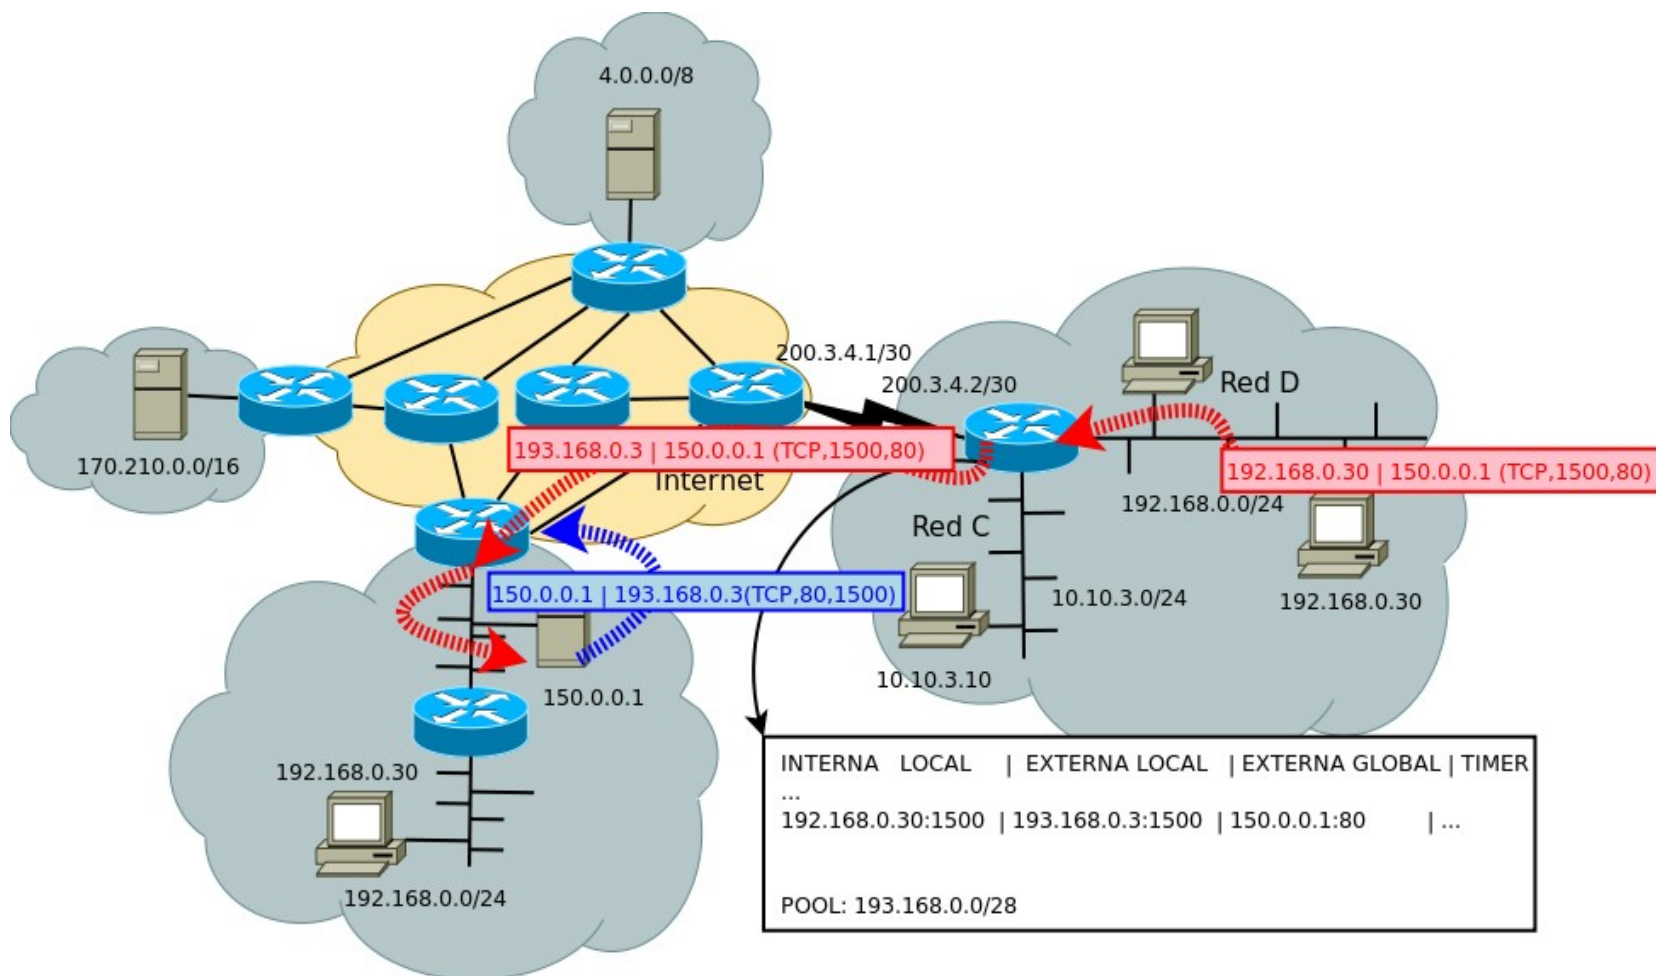 4.0.0.0/8
200.3.4.1/30
200.3.4.2/30
Red D
193.168.0.3 | 150.0.0.1 (TCP,1500,80)
192.168.0.30 | 150.0.0.1 (TCP,1500,80)
170.210.0.0/16
Internet
192.168.0.0/24
Red C
150.0.0.1 | 193.168.0.3(TCP,80,1500)
10.10.3.0/24
192.168.0.30
10.10.3.10
150.0.0.1
192.168.0.30
192.168.0.0/24
INTERNA LOCAL | EXTERNA LOCAL | EXTERNA GLOBAL | TIMER
...
192.168.0.30:1500 | 193.168.0.3:1500 | 150.0.0.1:80 | ...
POOL: 193.168.0.0/28